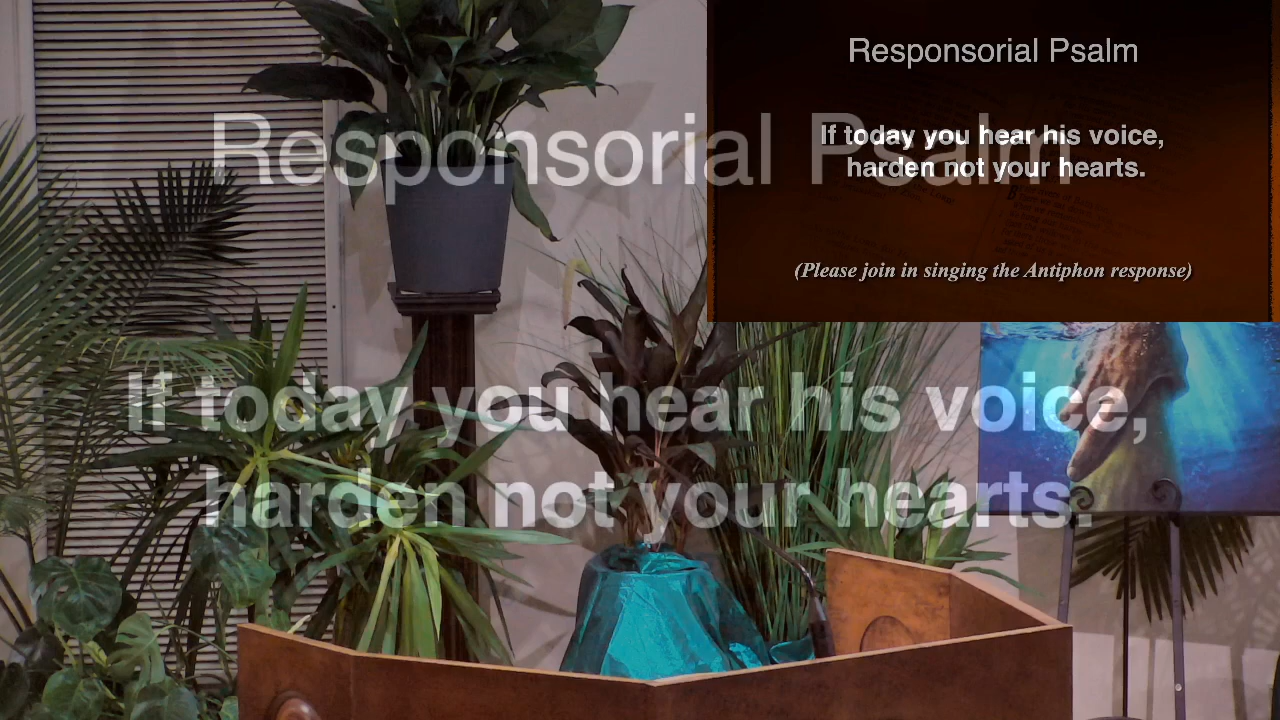 Responsorial Psalm
If today you hear his voice,
harden not your hearts.
Responsorial Psalm
If today you hear his voice,
harden not your hearts.
(Please join in singing the Antiphon response)